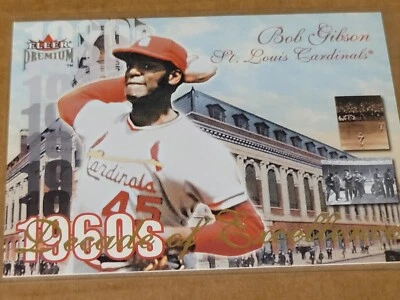 FLEER
PREMIUM
Bob Gibson
St. Louis Cardinals®
Cardinals
45
1960s
Decade of Excellence